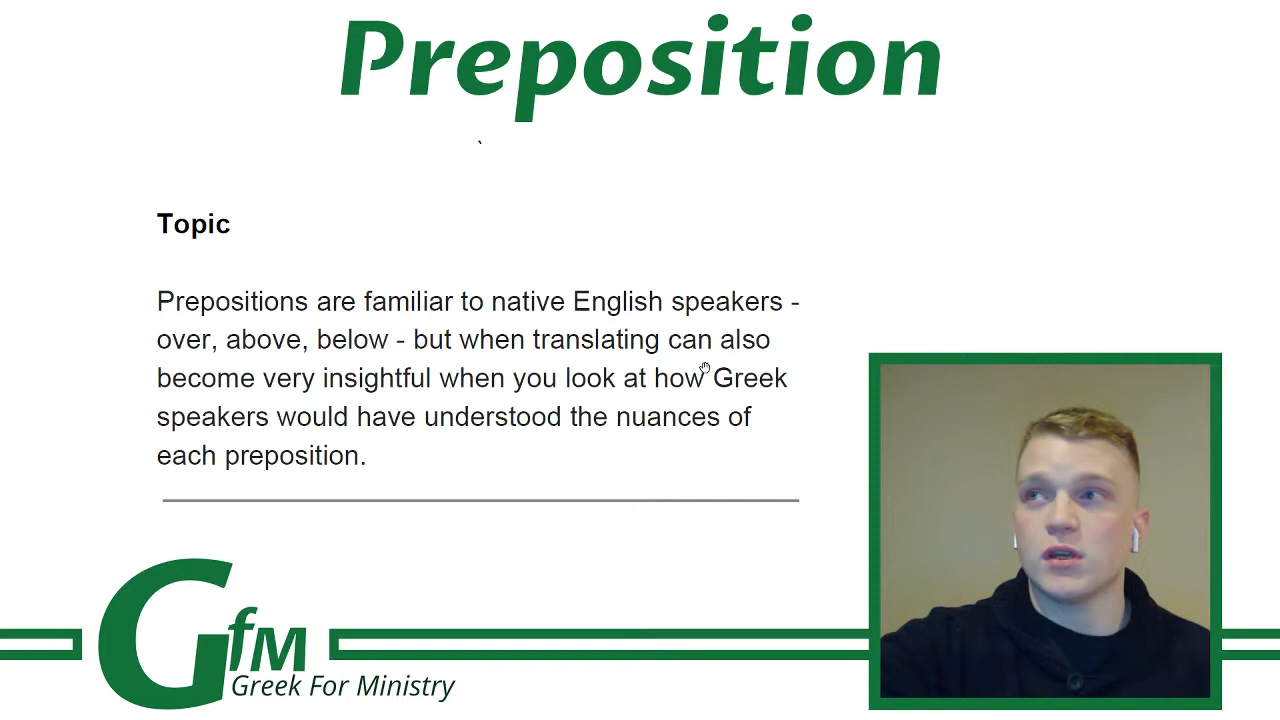 Preposition
`
Topic
Prepositions are familiar to native English speakers -
over, above, below - but when translating can also
become very insightful when you look at how Greek
speakers would have understood the nuances of
each preposition.
GfM
Greek For Ministry